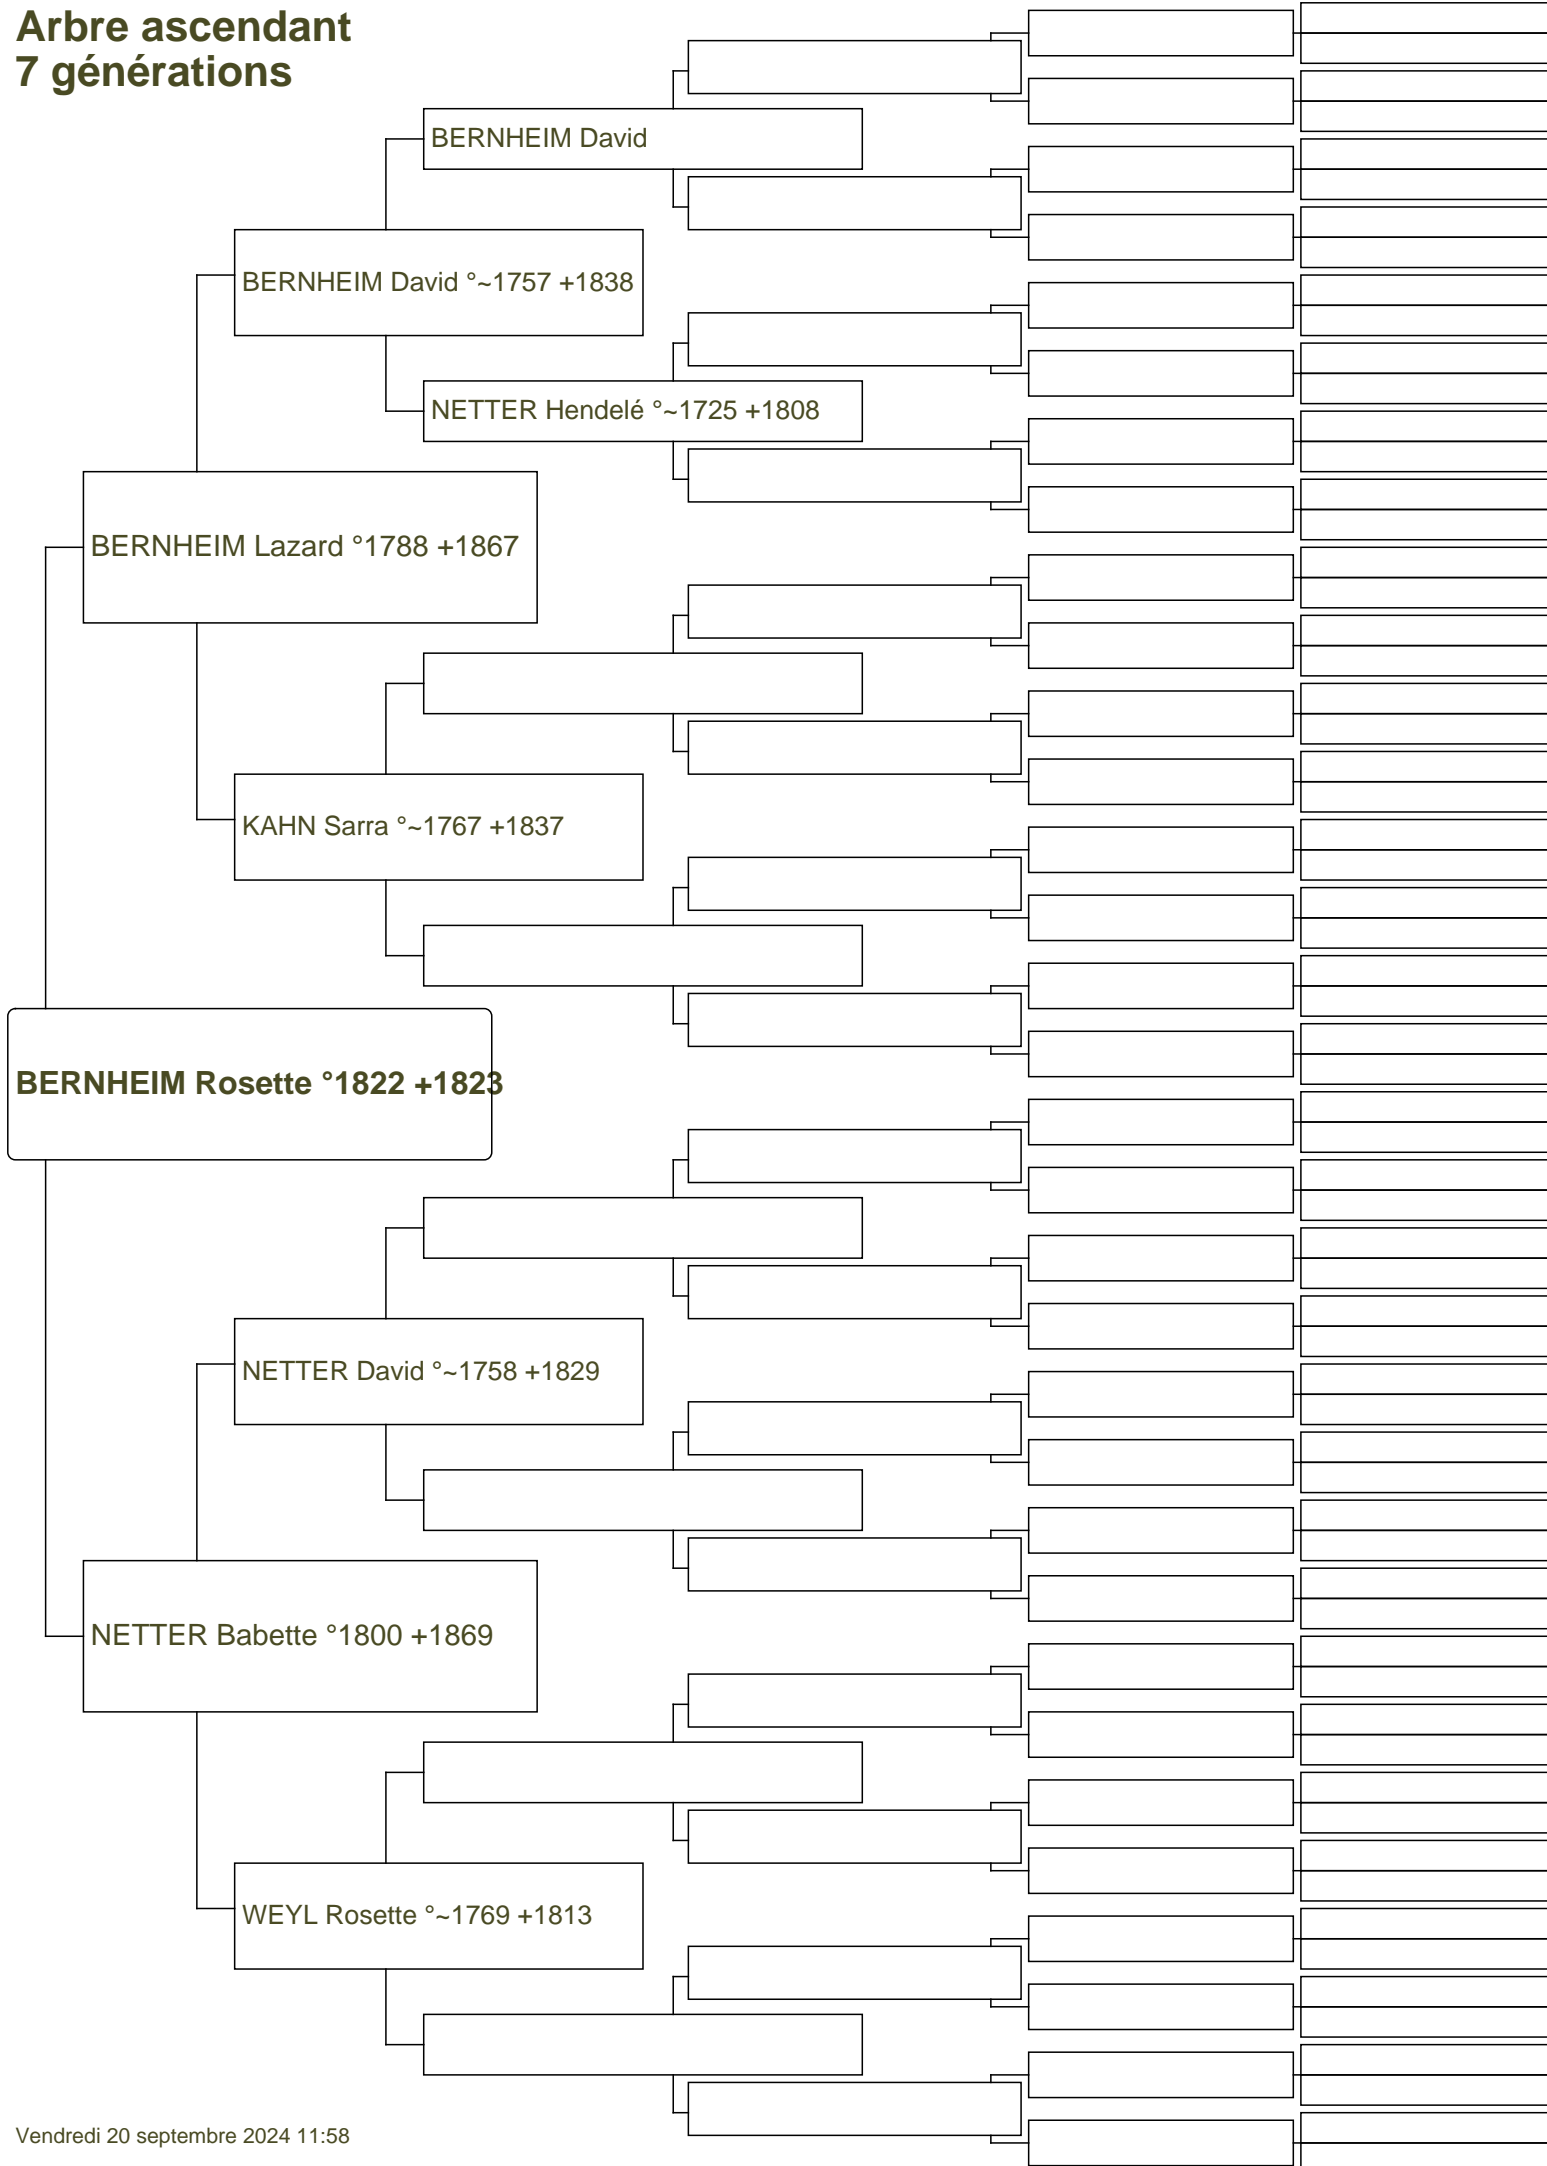 Arbre ascendant
7 générations
BERNHEIM David
BERNHEIM David °~1757 +1838
NETTER Hendelé °~1725 +1808
BERNHEIM Lazard °1788 +1867
KAHN Sarra °~1767 +1837
BERNHEIM Rosette °1822 +1823
NETTER David °~1758 +1829
NETTER Babette °1800 +1869
WEYL Rosette °~1769 +1813
Vendredi 20 septembre 2024 11:58